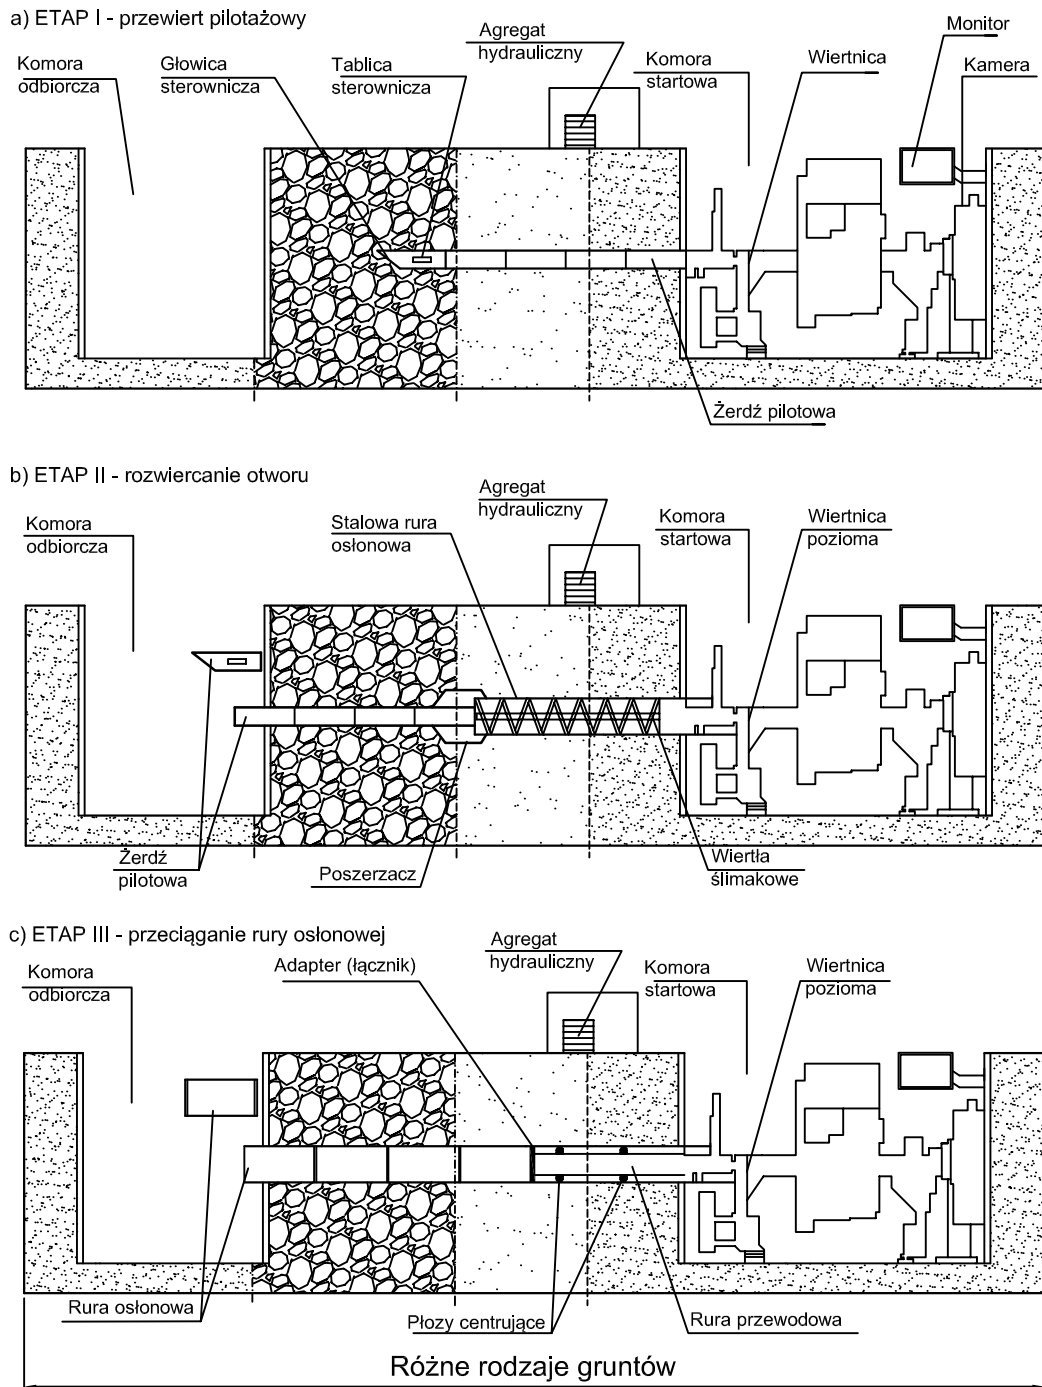 a) ETAP I - przewiert pilotażowy
Komora
odbiorcza
Głowica
sterownicza
Tablica
sterownicza
Agregat
hydrauliczny
Komora
startowa
Wiertnica
Monitor
Kamera
Żerdź pilotowa
b) ETAP II - rozwiercanie otworu
Komora
odbiorcza
Stalowa rura
osłonowa
Agregat
hydrauliczny
Komora
startowa
Wiertnica
pozioma
Żerdź
pilotowa
Poszerzacz
Wiertła
ślimakowe
c) ETAP III - przeciąganie rury osłonowej
Komora
odbiorcza
Adapter (łącznik)
Agregat
hydrauliczny
Komora
startowa
Wiertnica
pozioma
Rura osłonowa
Płozy centrujące
Rura przewodowa
Różne rodzaje gruntów